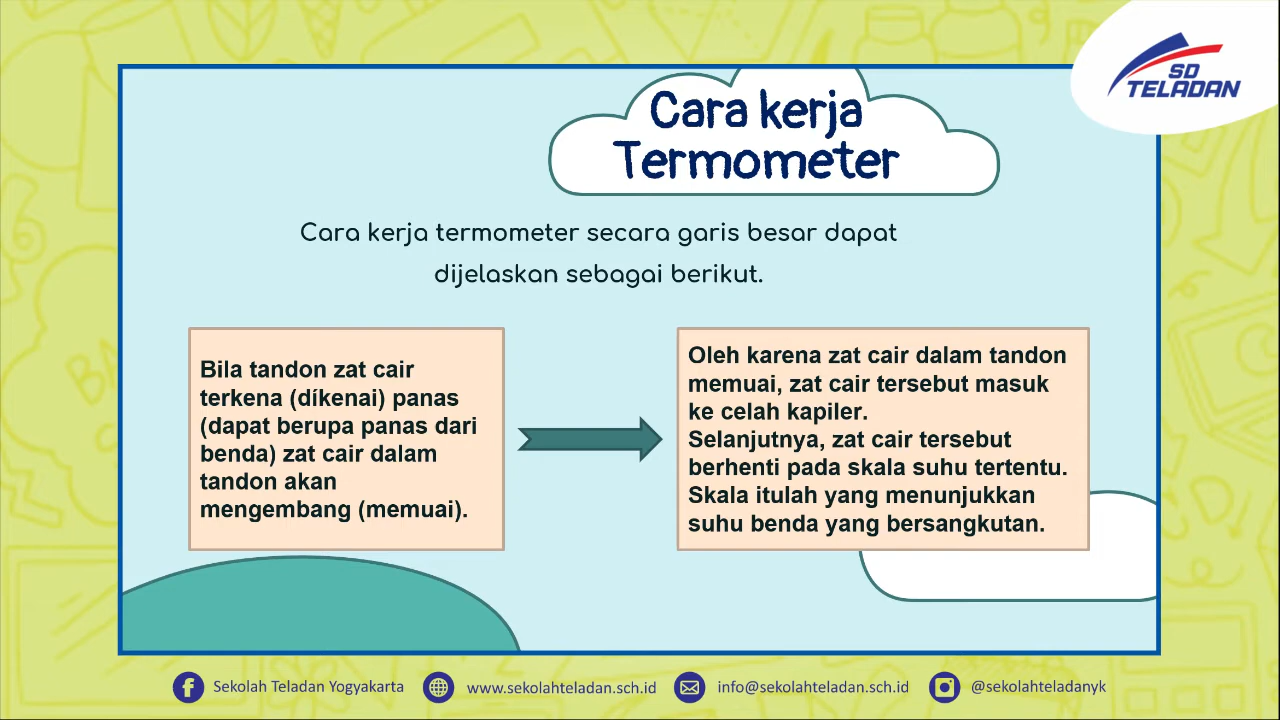 SD
TELADAN
Cara kerja
Termometer
Cara kerja termometer secara garis besar dapat
dijelaskan sebagai berikut.
Bila tandon zat cair
terkena (díkenai) panas
(dapat berupa panas dari
benda) zat cair dalam
tandon akan
mengembang (memuai).
Oleh karena zat cair dalam tandon
memuai, zat cair tersebut masuk
ke celah kapiler.
Selanjutnya, zat cair tersebut
berhenti pada skala suhu tertentu.
Skala itulah yang menunjukkan
suhu benda yang bersangkutan.
Sekolah Teladan Yogyakarta
www.sekolahteladan.sch.id
info@sekolahteladan.sch.id
@sekolahteladanyk